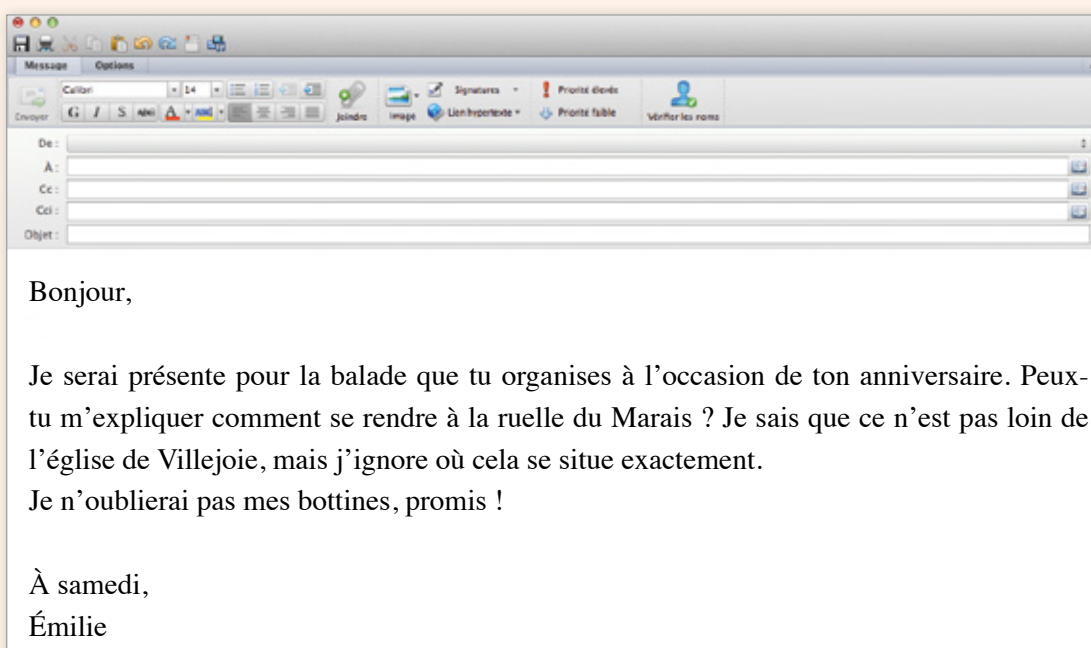 Message Options
Calibri 14 Signatures Priorité élevée
Envoyer G I S ABC A ABC Joindre Image Lien hypertexte Priorité faible Vérifier les noms
De :
À :
Cc :
Cci :
Objet :
Bonjour,
Je serai présente pour la balade que tu organises à l’occasion de ton anniversaire. Peux-
tu m’expliquer comment se rendre à la ruelle du Marais ? Je sais que ce n’est pas loin de
l’église de Villejoie, mais j’ignore où cela se situe exactement.
Je n’oublierai pas mes bottines, promis !
À samedi,
Émilie